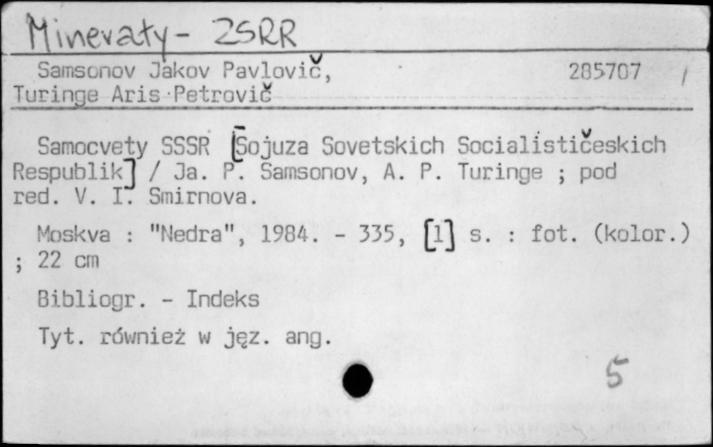 Minerały - ZSRR
Samsonov Jakov Pavlovič, 285707 /
Turinge Aris Petrovič
Samocvety SSSR [Sojuza Sovetskich Socialističeskich
Respublik] / Ja. P. Samsonov, A. P. Turinge ; pod
red. V. I. Smirnova.
Moskva : "Nedra", 1984. - 335, [1] s. : fot. (kolor.)
; 22 cm
Bibliogr. - Indeks
Tyt. również w jęz. ang.
5